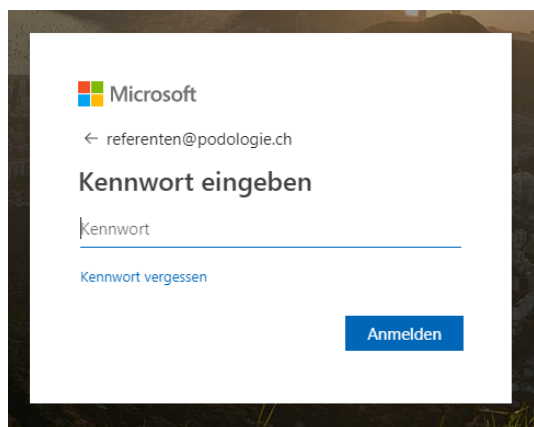 Microsoft
← referenten@podologie.ch
Kennwort eingeben
Kennwort
Kennwort vergessen
Anmelden